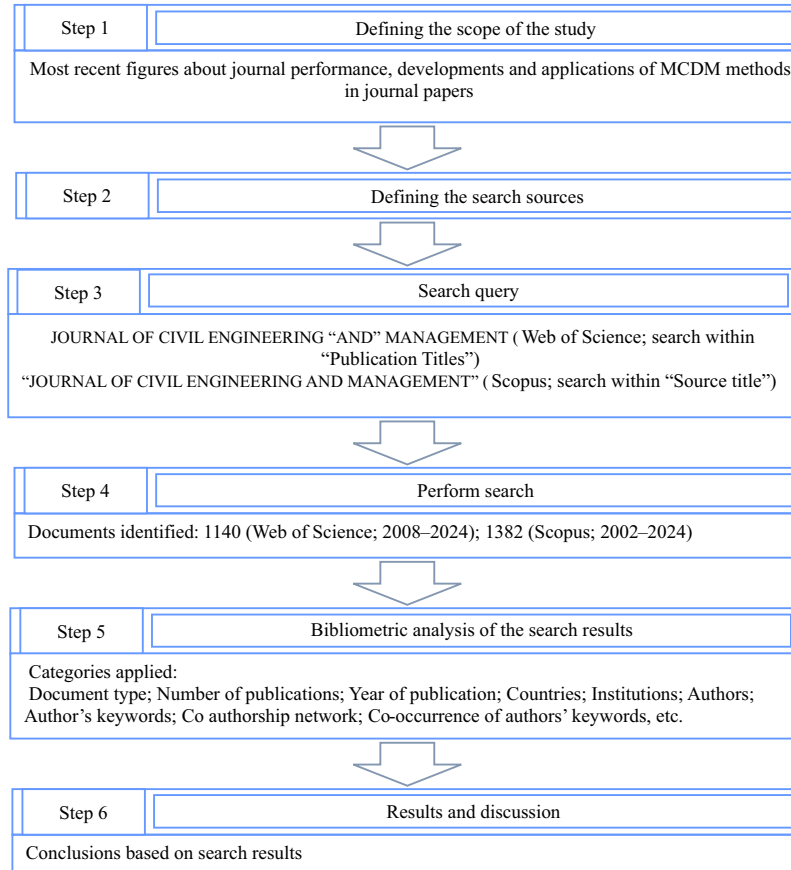 Step 1
Defining the scope of the study
Most recent figures about journal performance, developments and applications of MCDM methods
in journal papers
Step 2
Defining the search sources
Step 3
Search query
JOURNAL OF CIVIL ENGINEERING “AND” MANAGEMENT ( Web of Science; search within
“Publication Titles”)
“JOURNAL OF CIVIL ENGINEERING AND MANAGEMENT” ( Scopus; search within “Source title”)
Step 4
Perform search
Documents identified: 1140 (Web of Science; 2008–2024); 1382 (Scopus; 2002–2024)
Step 5
Bibliometric analysis of the search results
Categories applied:
Document type; Number of publications; Year of publication; Countries; Institutions; Authors;
Author’s keywords; Co authorship network; Co-occurrence of authors’ keywords, etc.
Step 6
Results and discussion
Conclusions based on search results